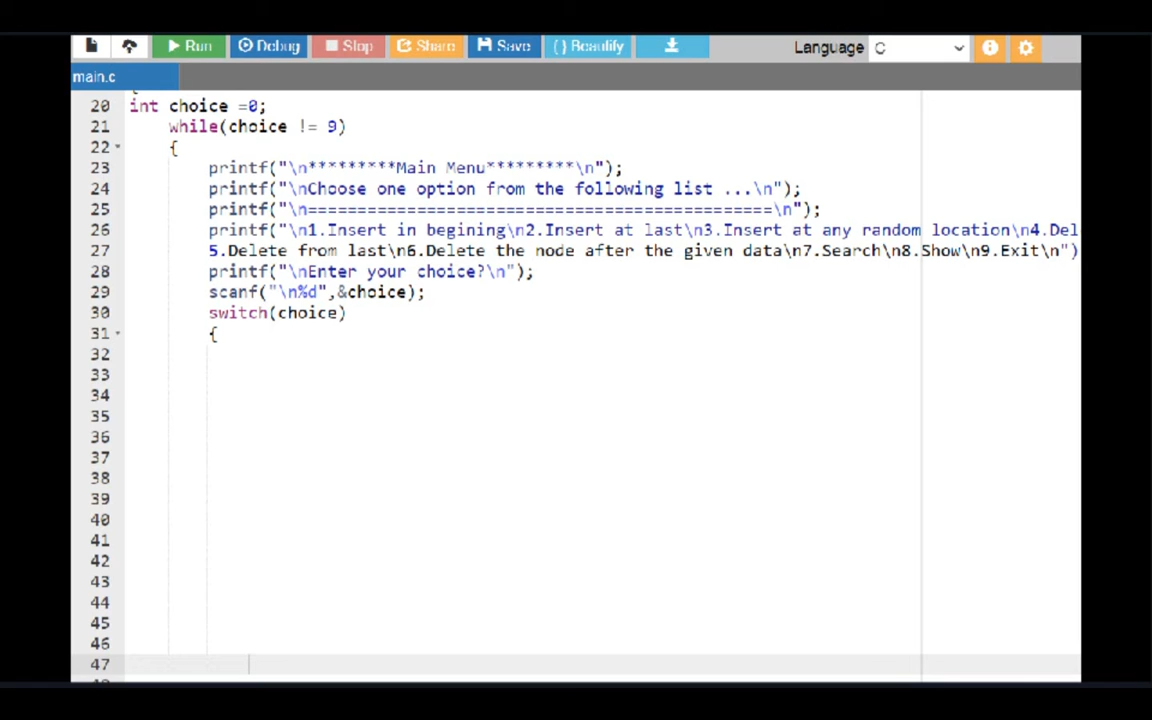 Run Debug Stop Share Save { } Beautify Language C
main.c
20 int choice =0;
21 while(choice != 9)
22 {
23 printf("\n*********Main Menu*********\n");
24 printf("\nChoose one option from the following list ...\n");
25 printf("\n===============================================\n");
26 printf("\n1.Insert in begining\n2.Insert at last\n3.Insert at any random location\n4.Del
27 5.Delete from last\n6.Delete the node after the given data\n7.Search\n8.Show\n9.Exit\n")
28 printf("\nEnter your choice?\n");
29 scanf("\n%d",&choice);
30 switch(choice)
31 {
32
33
34
35
36
37
38
39
40
41
42
43
44
45
46
47